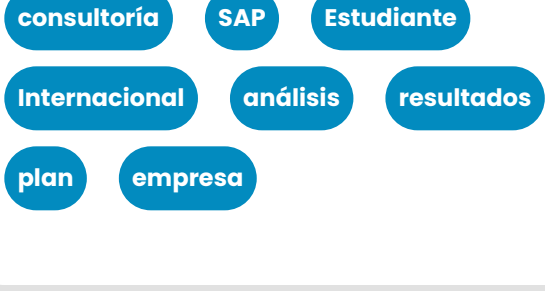 consultoría SAP Estudiante
Internacional análisis resultados
plan empresa